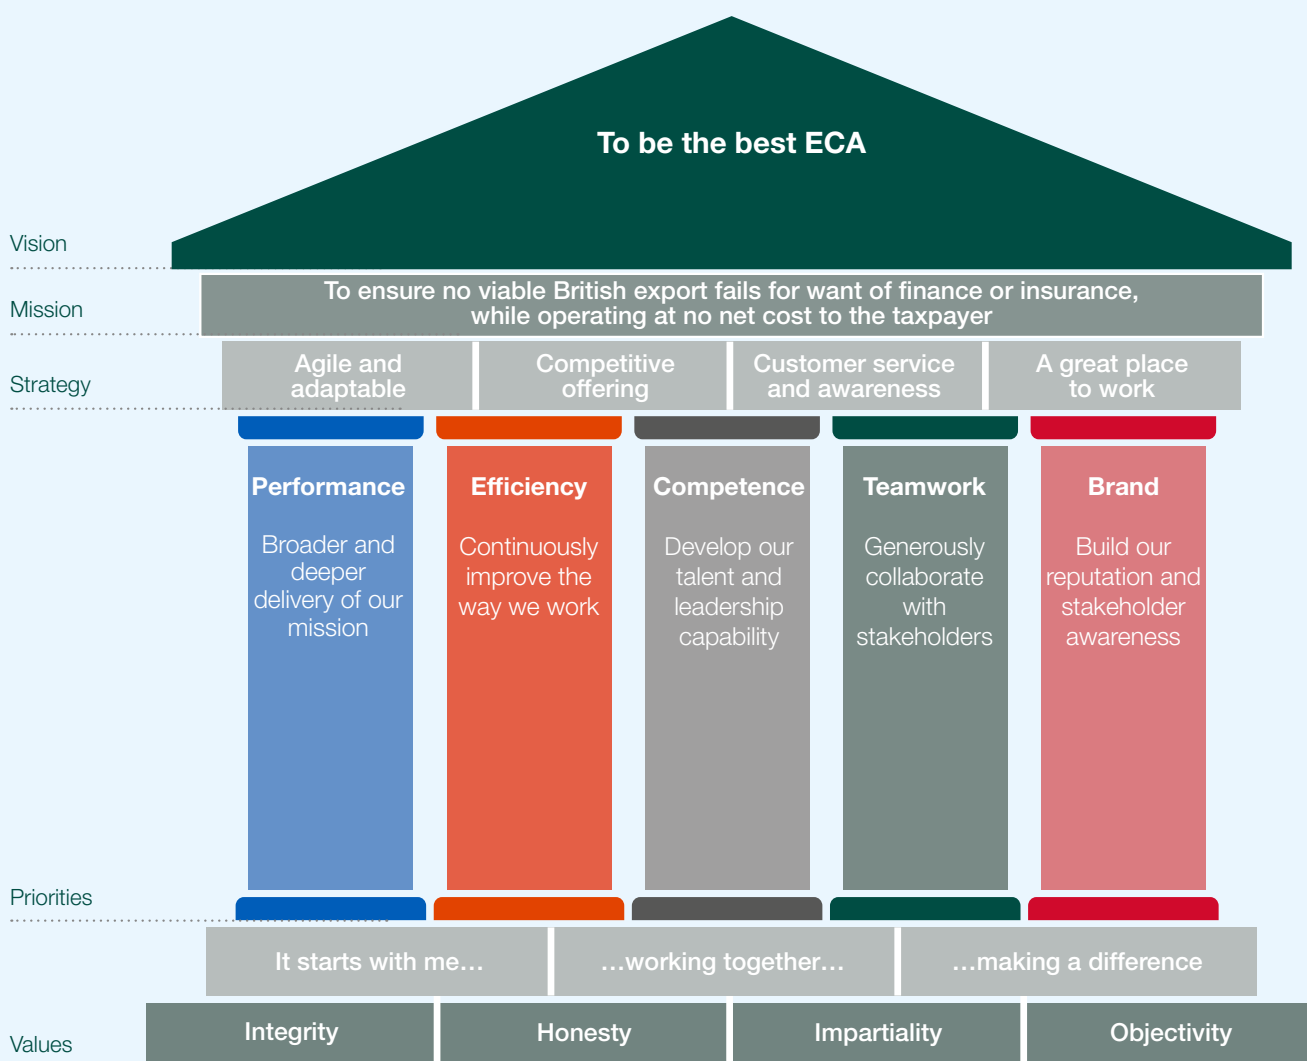 To be the best ECA
Vision
Mission
To ensure no viable British export fails for want of finance or insurance,
while operating at no net cost to the taxpayer
Strategy
Agile and
adaptable
Competitive
offering
Customer service
and awareness
A great place
to work
Performance
Broader and
deeper
delivery of our
mission
Efficiency
Continuously
improve the
way we work
Competence
Develop our
talent and
leadership
capability
Teamwork
Generously
collaborate
with
stakeholders
Brand
Build our
reputation and
stakeholder
awareness
Priorities
It starts with me…
…working together…
…making a difference
Values
Integrity
Honesty
Impartiality
Objectivity